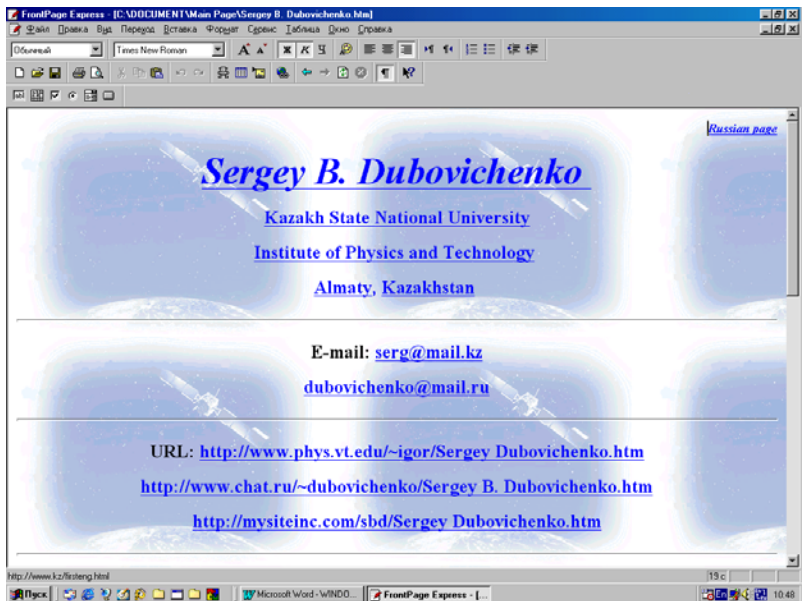 FrontPage Express - [C:\DOCUMENT\Main Page\Sergey B. Dubovichenko.htm]
Файл Правка Вид Переход Вставка Формат Сервис Таблица Окно Справка
Обычный Times New Roman A A Ж К Ч
Russian page
Sergey B. Dubovichenko
Kazakh State National University
Institute of Physics and Technology
Almaty, Kazakhstan
E-mail: serg@mail.kz
dubovichenko@mail.ru
URL: http://www.phys.vt.edu/~igor/Sergey Dubovichenko.htm
http://www.chat.ru/~dubovichenko/Sergey B. Dubovichenko.htm
http://mysiteinc.com/sbd/Sergey Dubovichenko.htm
http://www.kz/firsteng.html 19 с
Пуск Microsoft Word - WINDO... FrontPage Express - [... En 10:48